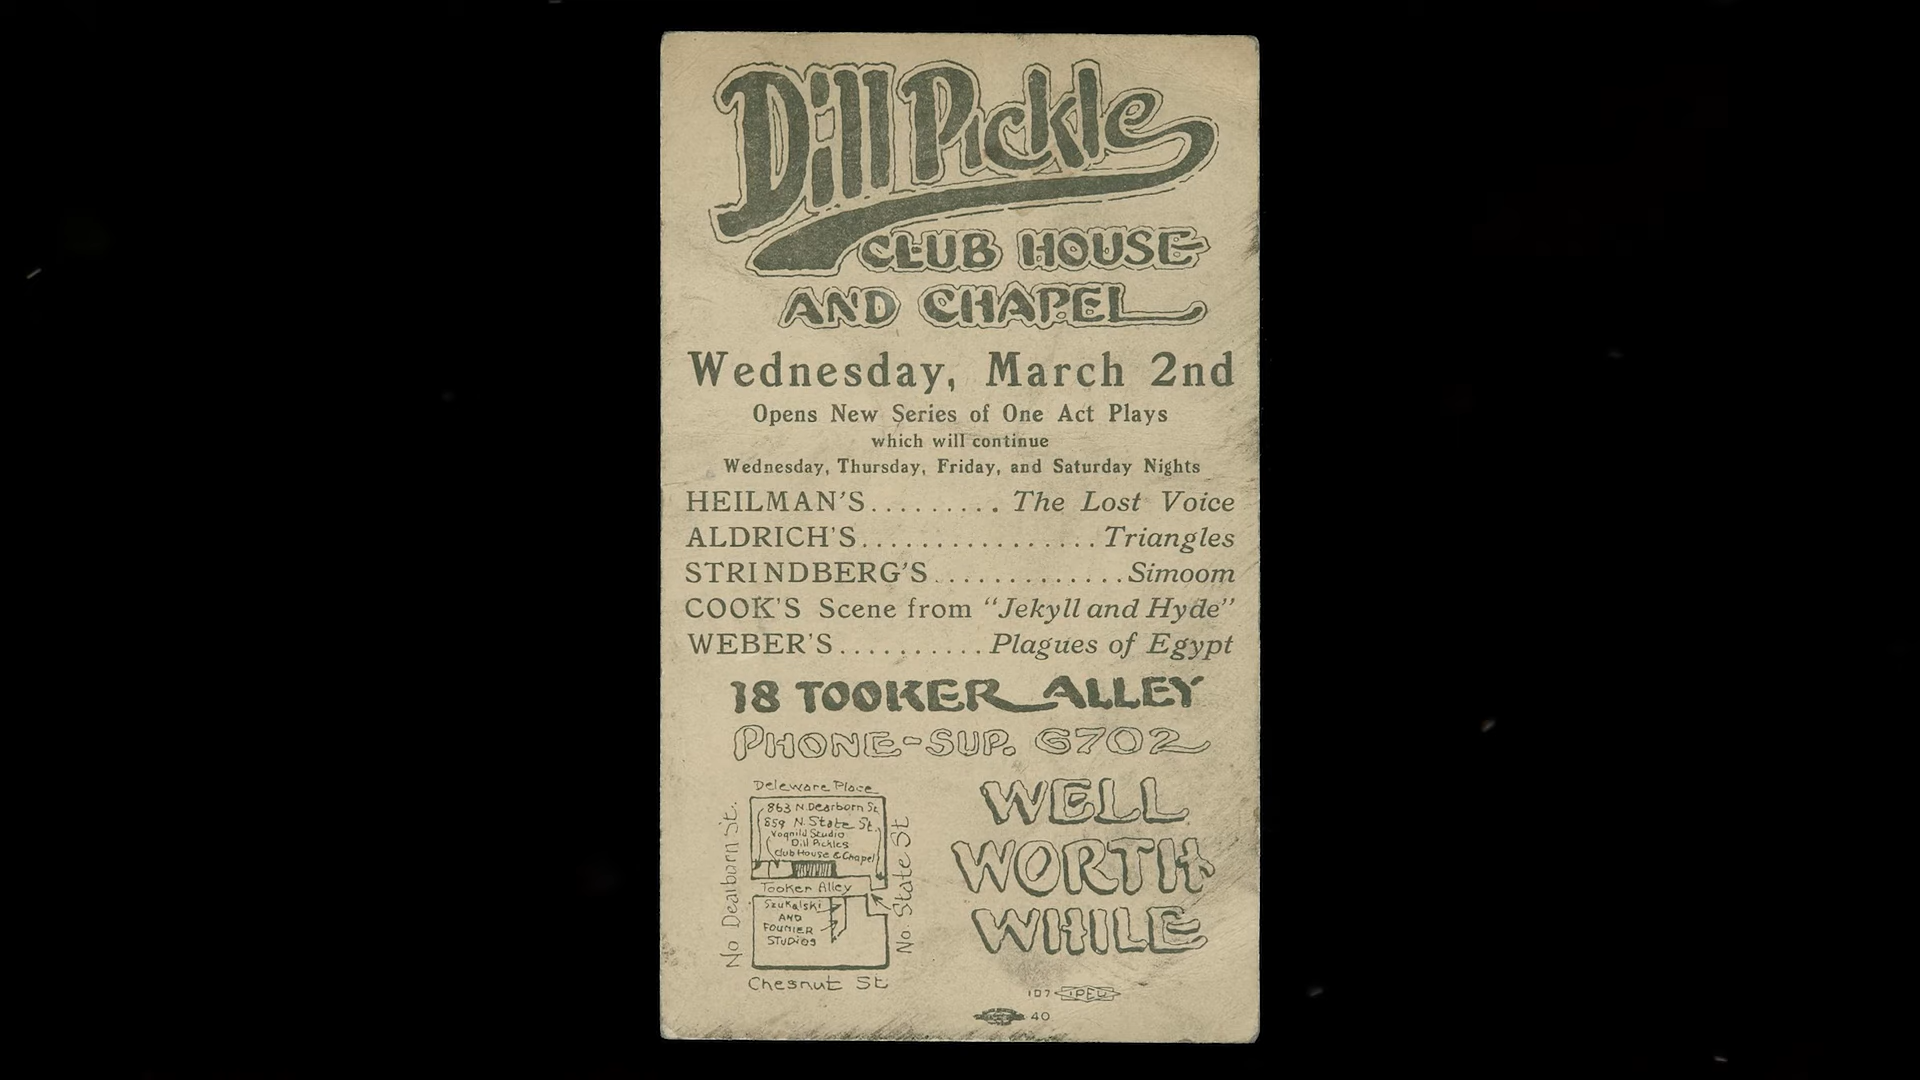 Dill Pickle
CLUB HOUSE
AND CHAPEL
Wednesday, March 2nd
Opens New Series of One Act Plays
which will continue
Wednesday, Thursday, Friday, and Saturday Nights
HEILMAN'S......... The Lost Voice
ALDRICH'S................Triangles
STRINDBERG'S.............Simoom
COOK'S Scene from "Jekyll and Hyde"
WEBER'S..........Plagues of Egypt
18 TOOKER ALLEY
PHONE-SUP. 6702
Deleware Place
863 N. Dearborn St.
859 N. State St.
Vognild Studio
Dill Pickles
Club House & Chapel
Tooker Alley
Szukalski
AND
FOUNIER
STUDIOS
No Dearborn St.
No. State St
Chesnut St
WELL
WORTH
WHILE
107 IPEU
40